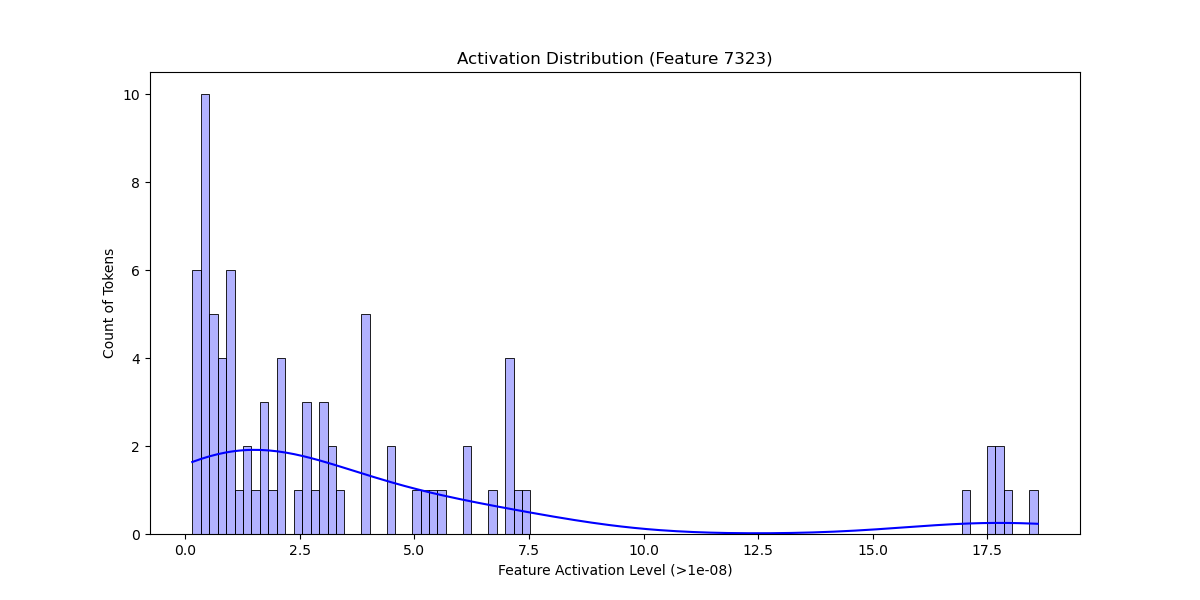 Activation Distribution (Feature 7323)
10
8
6
4
2
0
Count of Tokens
0.0 2.5 5.0 7.5 10.0 12.5 15.0 17.5
Feature Activation Level (>1e-08)